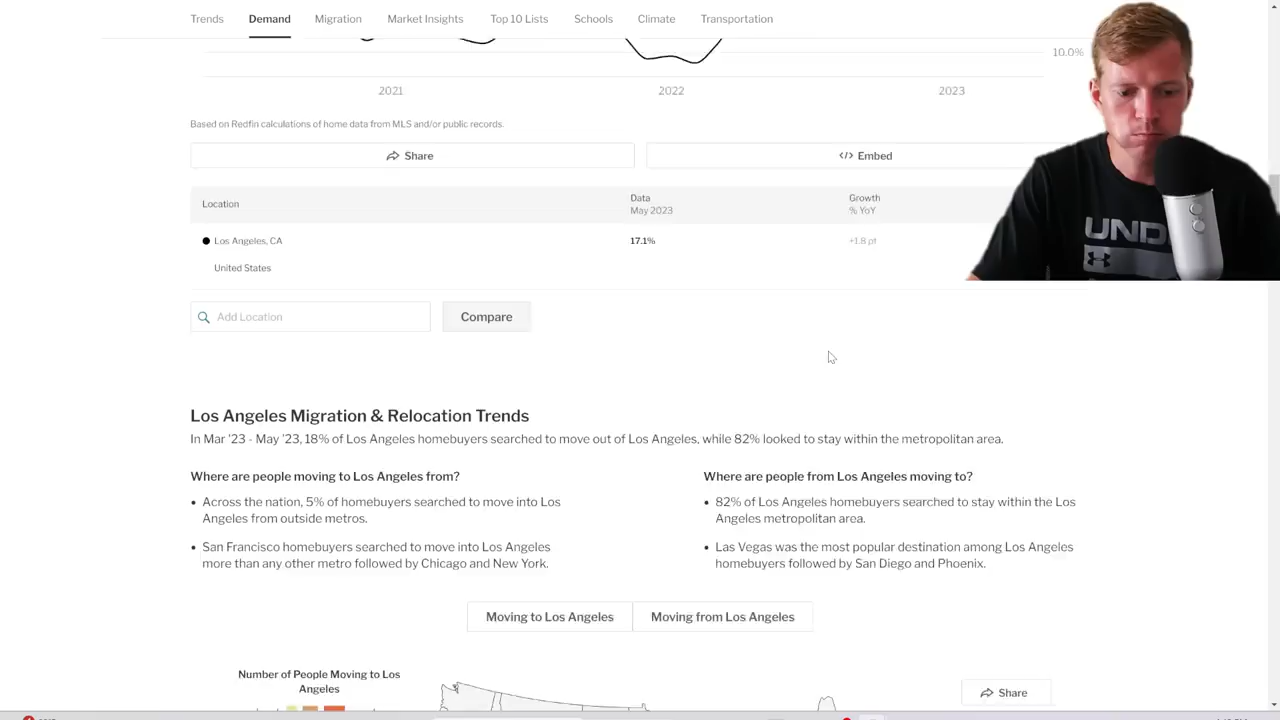 Trends Demand Migration Market Insights Top 10 Lists Schools Climate Transportation
10.0%
2021 2022 2023
Based on Redfin calculations of home data from MLS and/or public records.
Share </> Embed
Location Data Growth
May 2023 % YoY
Los Angeles, CA 17.1% +1.8 pt
United States
Add Location Compare
Los Angeles Migration & Relocation Trends
In Mar '23 - May '23, 18% of Los Angeles homebuyers searched to move out of Los Angeles, while 82% looked to stay within the metropolitan area.
Where are people moving to Los Angeles from?
• Across the nation, 5% of homebuyers searched to move into Los
Angeles from outside metros.
• San Francisco homebuyers searched to move into Los Angeles
more than any other metro followed by Chicago and New York.
Where are people from Los Angeles moving to?
• 82% of Los Angeles homebuyers searched to stay within the Los
Angeles metropolitan area.
• Las Vegas was the most popular destination among Los Angeles
homebuyers followed by San Diego and Phoenix.
Moving to Los Angeles Moving from Los Angeles
Number of People Moving to Los
Angeles
Share
UND